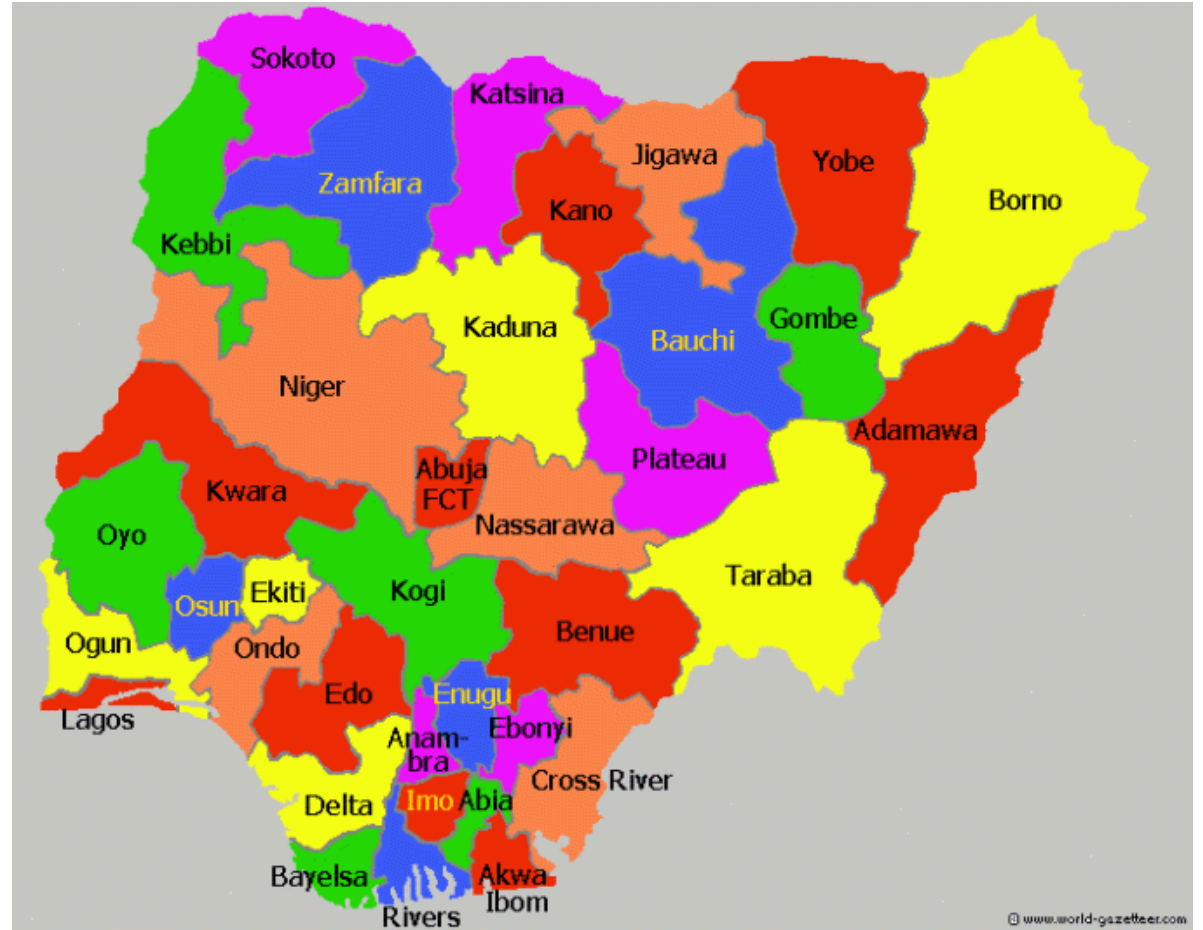 Sokoto
Katsina
Jigawa
Yobe
Zamfara
Borno
Kano
Kebbi
Gombe
Kaduna
Bauchi
Niger
Adamawa
Plateau
Abuja
FCT
Kwara
Nassarawa
Oyo
Taraba
Ekiti
Kogi
Osun
Benue
Ogun
Ondo
Edo
Enugu
Lagos
Ebonyi
Anam-
bra
Cross River
Delta
Imo
Abia
Bayelsa
Akwa
Ibom
Rivers
@ www.world-gazetteer.com